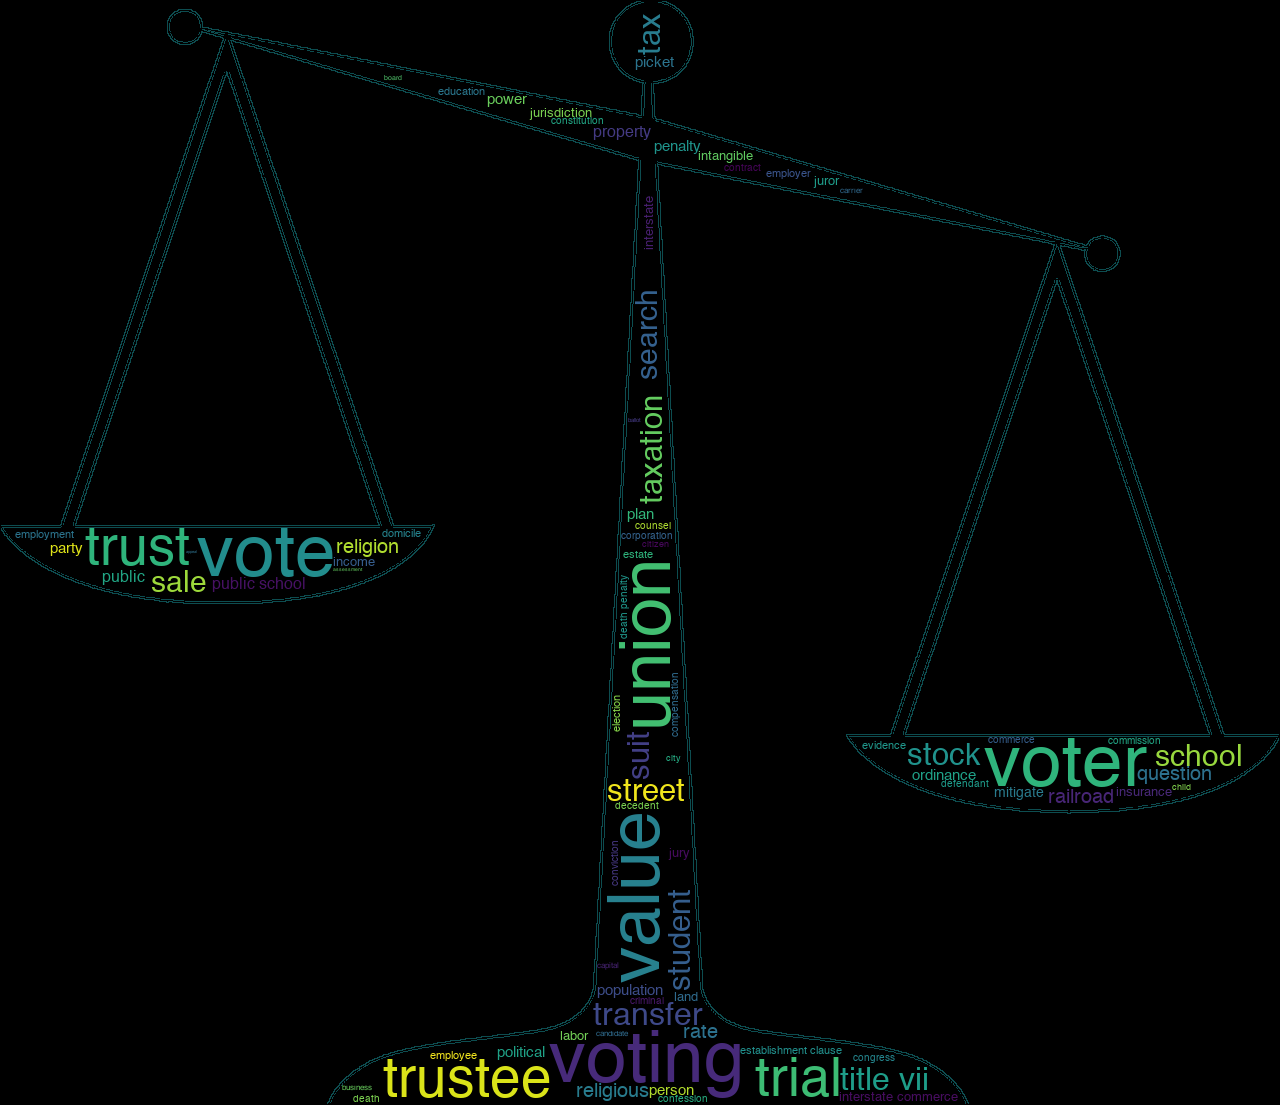 tax
picket
board
education
power
jurisdiction
constitution
property
penalty
intangible
contract
employer
juror
carrier
interstate
search
taxation
plan
counsel
corporation
citizen
estate
death penalty
union
election
compensation
suit
city
street
decedent
value
conviction
jury
student
capital
population
criminal
land
transfer
employment
trust
vote
domicile
party
religion
income
assessment
public
sale
public school
evidence
stock
commerce
voter
commission
school
ordinance
question
defendant
mitigate
railroad
insurance
child
labor
candidate
rate
voting
political
establishment clause
employee
congress
trustee
trial
title vii
business
religious
person
death
confession
interstate commerce